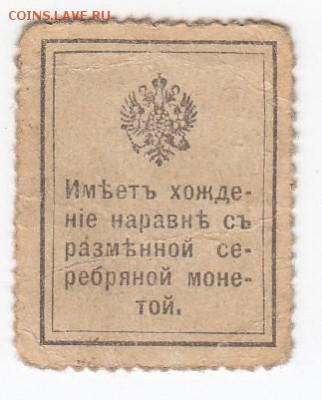 COINS.LAVE.RU
Имѣетъ хожде-
ніе наравнѣ съ
размѣнной се-
ребряной моне-
той.